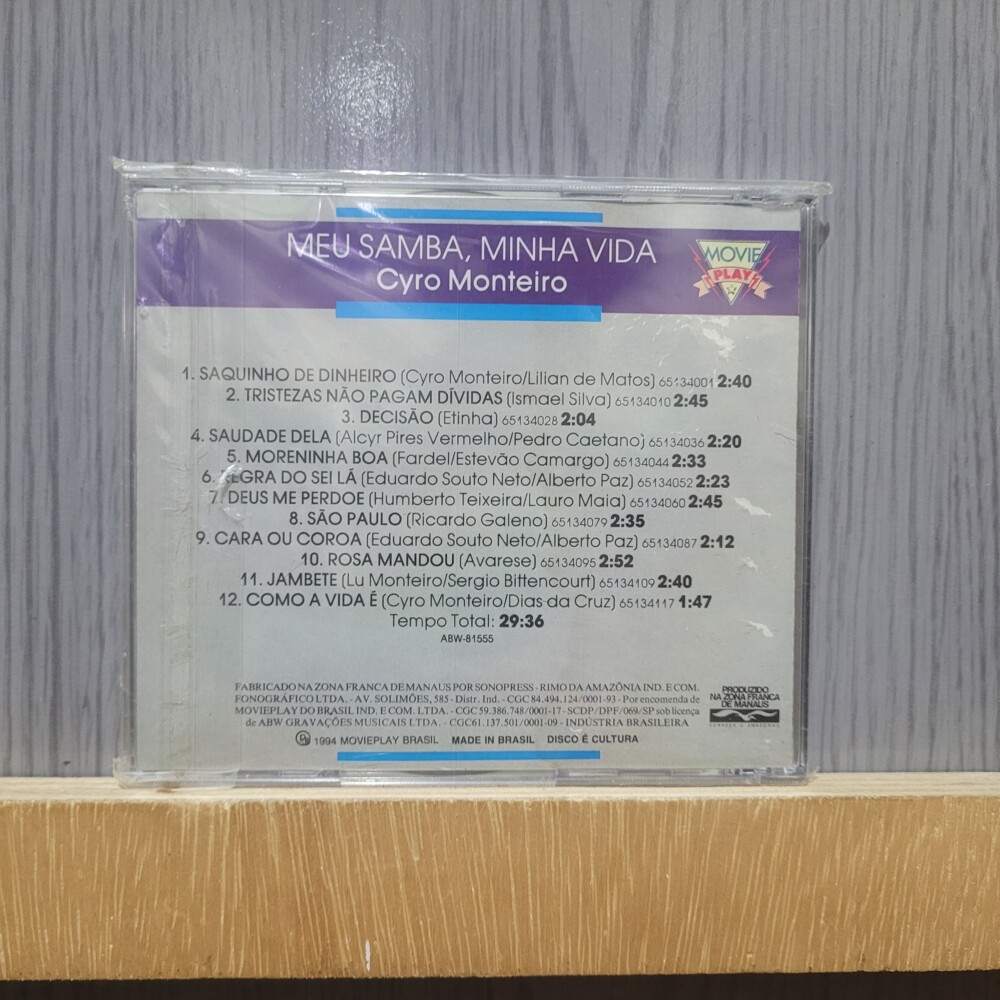 MEU SAMBA, MINHA VIDA
Cyro Monteiro
MOVIE
PLAY
1. SAQUINHO DE DINHEIRO (Cyro Monteiro/Lilian de Matos) 65134001 2:40
2. TRISTEZAS NÃO PAGAM DÍVIDAS (Ismael Silva) 65134010 2:45
3. DECISÃO (Etinha) 65134028 2:04
4. SAUDADE DELA (Alcyr Pires Vermelho/Pedro Caetano) 65134036 2:20
5. MORENINHA BOA (Fardel/Estevão Camargo) 65134044 2:33
6. REGRA DO SEI LÁ (Eduardo Souto Neto/Alberto Paz) 65134052 2:23
7. DEUS ME PERDOE (Humberto Teixeira/Lauro Maia) 65134060 2:45
8. SÃO PAULO (Ricardo Galeno) 65134079 2:35
9. CARA OU COROA (Eduardo Souto Neto/Alberto Paz) 65134087 2:12
10. ROSA MANDOU (Avarese) 65134095 2:52
11. JAMBETE (Lu Monteiro/Sergio Bittencourt) 65134109 2:40
12. COMO A VIDA É (Cyro Monteiro/Dias da Cruz) 65134117 1:47
Tempo Total: 29:36
ABW-81555
FABRICADO NA ZONA FRANCA DE MANAUS POR SONOPRESS - RIMO DA AMAZÔNIA IND. E COM.
FONOGRÁFICO LTDA. - AV. SOLIMÕES, 585 - Distr. Ind. - CGC 84.494.124/0001-93 - Por encomenda de
MOVIEPLAY DO BRASIL IND. E COM. LTDA. - CGC 59.386.748/0001-17 - SCDP/DPF/069/SP sob licença
de ABW GRAVAÇÕES MUSICAIS LTDA. - CGC 61.137.501/0001-09 - INDÚSTRIA BRASILEIRA
℗ 1994 MOVIEPLAY BRASIL MADE IN BRASIL DISCO É CULTURA
PRODUZIDO
NA ZONA FRANCA
DE MANAUS
CONHEÇA O AMAZONAS